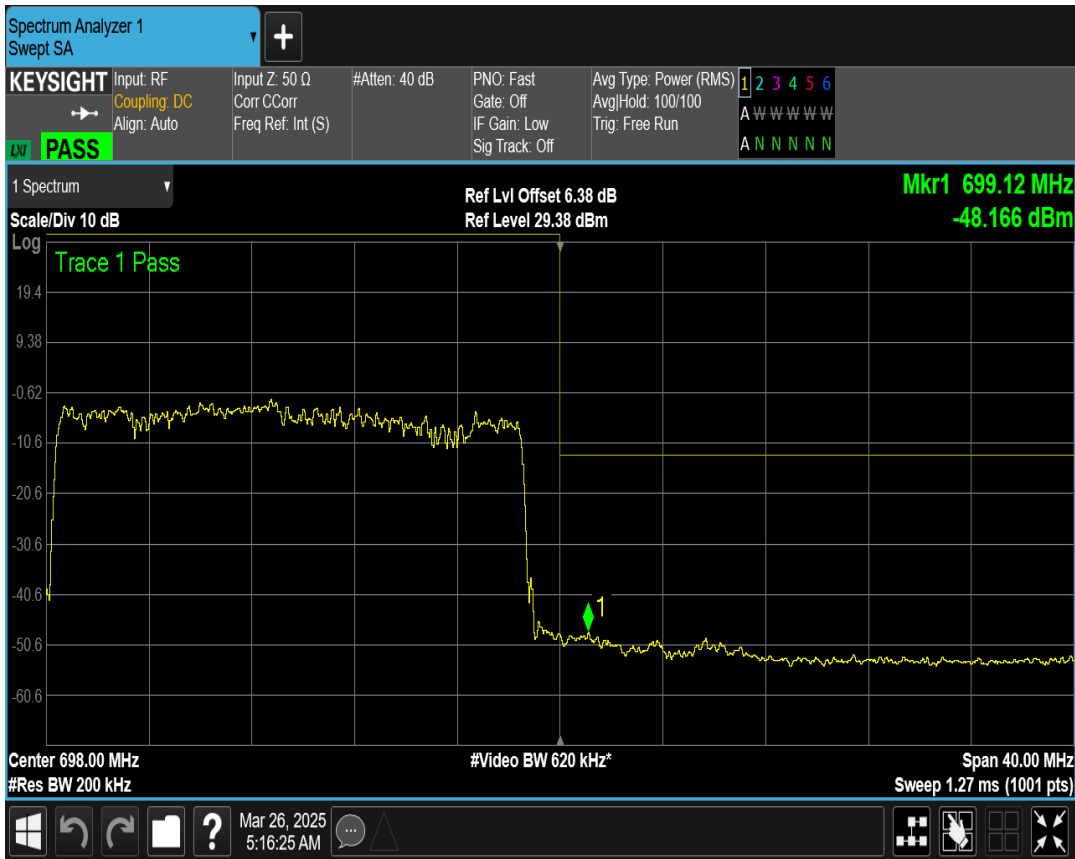 Spectrum Analyzer 1
Swept SA
KEYSIGHT
LXI PASS
Input: RF
Coupling: DC
Align: Auto
Input Z: 50 Ω
Corr CCorr
Freq Ref: Int (S)
#Atten: 40 dB
PNO: Fast
Gate: Off
IF Gain: Low
Sig Track: Off
Avg Type: Power (RMS)
Avg|Hold: 100/100
Trig: Free Run
1 2 3 4 5 6
A W W W W W
A N N N N N
1 Spectrum
Scale/Div 10 dB
Ref Lvl Offset 6.38 dB
Ref Level 29.38 dBm
Mkr1 699.12 MHz
-48.166 dBm
Log
Trace 1 Pass
19.4
9.38
-0.62
-10.6
-20.6
-30.6
-40.6
1
-50.6
-60.6
Center 698.00 MHz
#Video BW 620 kHz*
Span 40.00 MHz
#Res BW 200 kHz
Sweep 1.27 ms (1001 pts)
Mar 26, 2025
5:16:25 AM